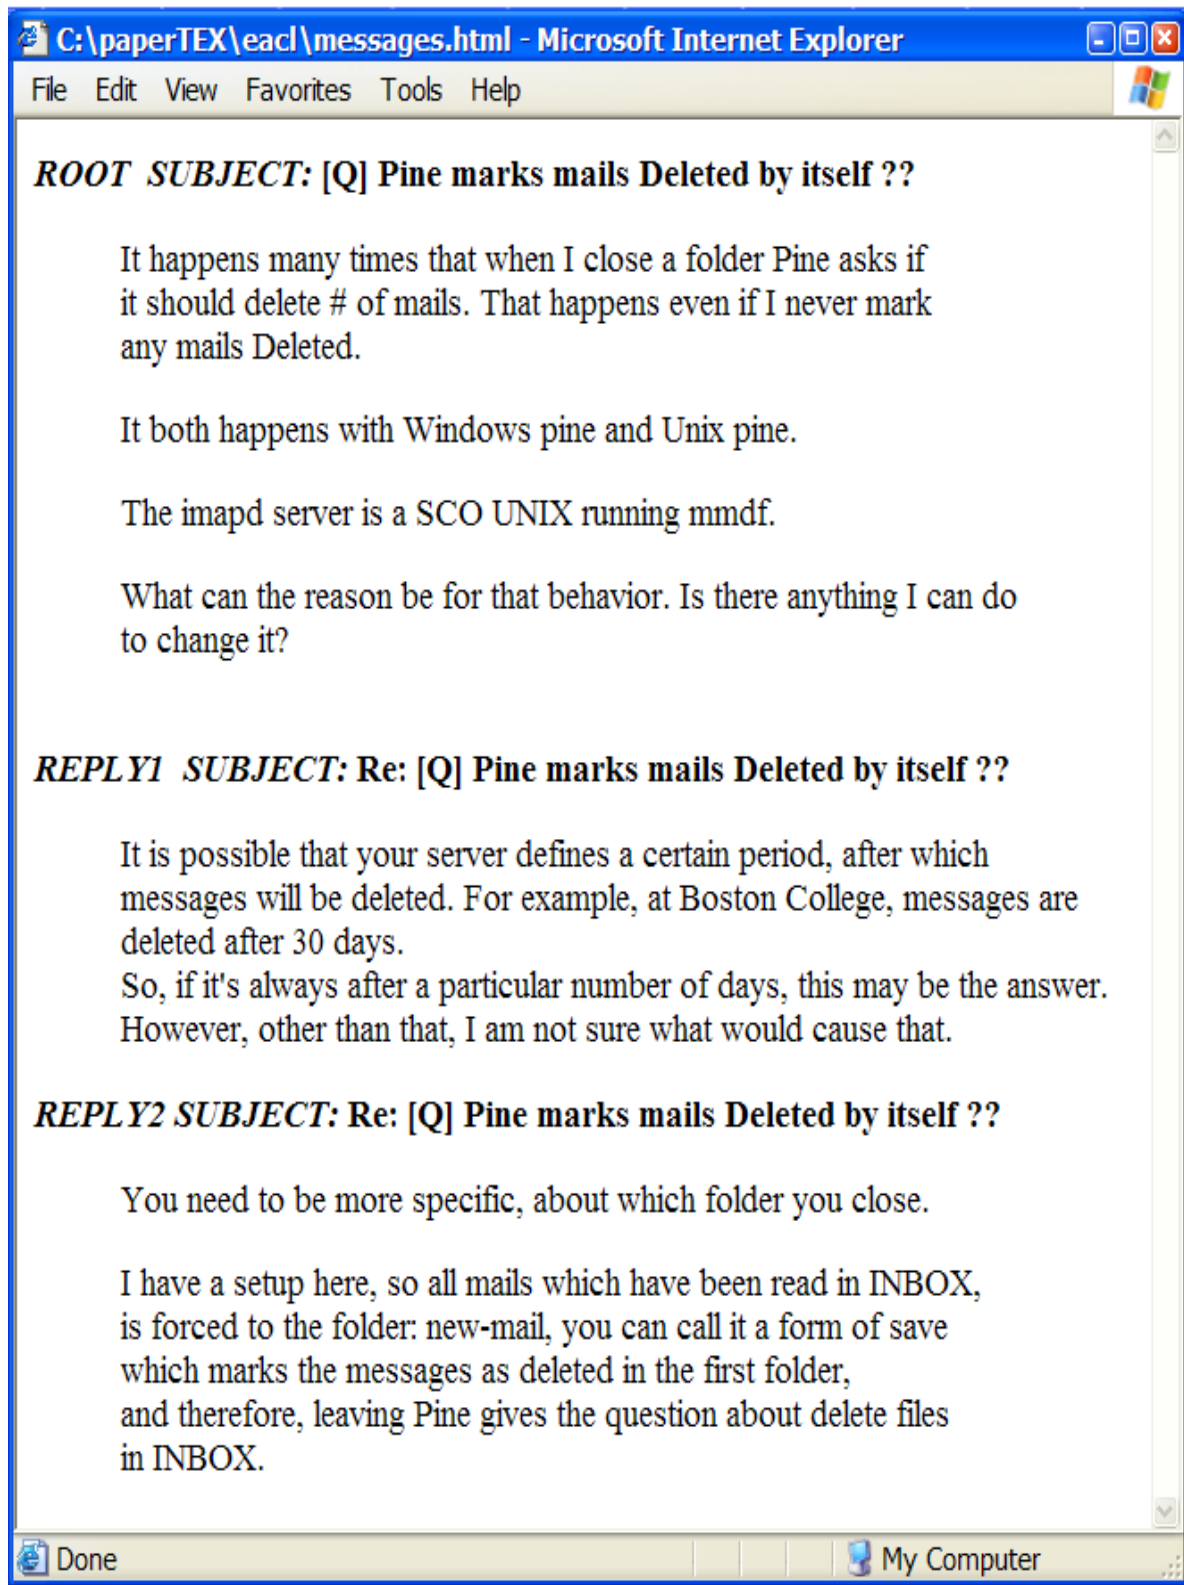 C:\paperTEX\eacl\messages.html - Microsoft Internet Explorer
File Edit View Favorites Tools Help
ROOT SUBJECT: [Q] Pine marks mails Deleted by itself ??
It happens many times that when I close a folder Pine asks if
it should delete # of mails. That happens even if I never mark
any mails Deleted.
It both happens with Windows pine and Unix pine.
The imapd server is a SCO UNIX running mmdf.
What can the reason be for that behavior. Is there anything I can do
to change it?
REPLY1 SUBJECT: Re: [Q] Pine marks mails Deleted by itself ??
It is possible that your server defines a certain period, after which
messages will be deleted. For example, at Boston College, messages are
deleted after 30 days.
So, if it's always after a particular number of days, this may be the answer.
However, other than that, I am not sure what would cause that.
REPLY2 SUBJECT: Re: [Q] Pine marks mails Deleted by itself ??
You need to be more specific, about which folder you close.
I have a setup here, so all mails which have been read in INBOX,
is forced to the folder: new-mail, you can call it a form of save
which marks the messages as deleted in the first folder,
and therefore, leaving Pine gives the question about delete files
in INBOX.
Done My Computer